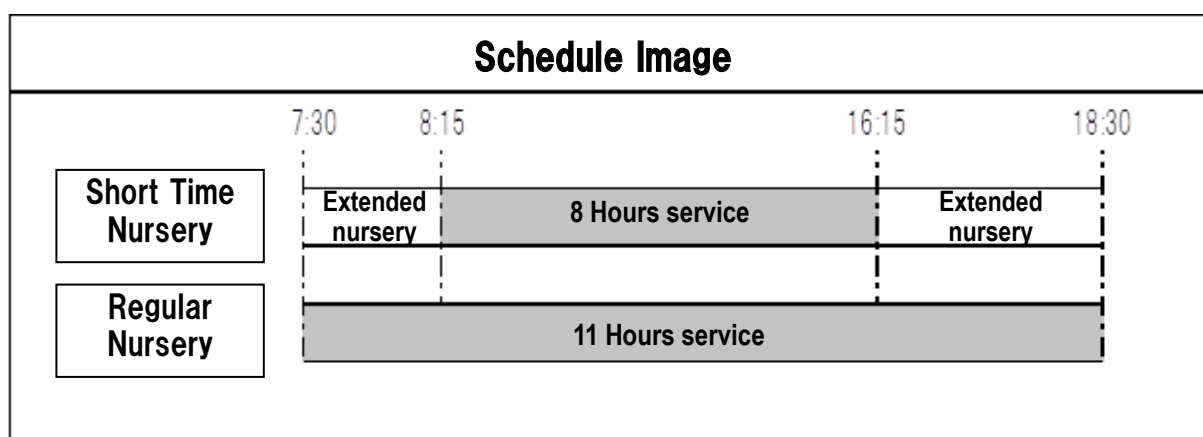 Schedule Image
7:30 8:15 16:15 18:30
Short Time
Nursery
Extended
nursery
8 Hours service
Extended
nursery
Regular
Nursery
11 Hours service